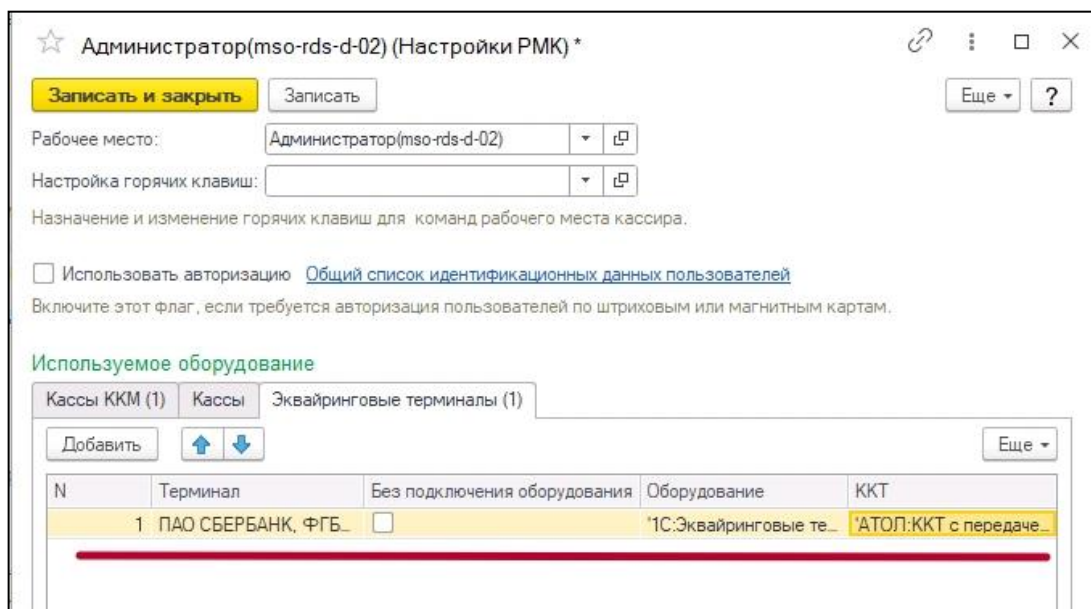 Администратор(mso-rds-d-02) (Настройки РМК) *
Записать и закрыть Записать Еще ?
Рабочее место: Администратор(mso-rds-d-02)
Настройка горячих клавиш:
Назначение и изменение горячих клавиш для команд рабочего места кассира.
Использовать авторизацию Общий список идентификационных данных пользователей
Включите этот флаг, если требуется авторизация пользователей по штриховым или магнитным картам.
Используемое оборудование
Кассы ККМ (1) Кассы Эквайринговые терминалы (1)
Добавить Еще
N Терминал Без подключения оборудования Оборудование ККТ
1 ПАО СБЕРБАНК, ФГБ... '1С:Эквайринговые те... 'АТОЛ:ККТ с передаче...